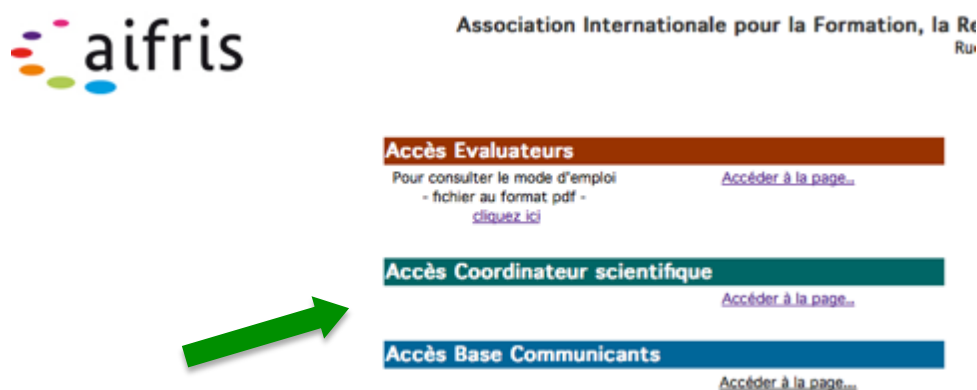 aifris
Association Internationale pour la Formation, la
Accès Evaluateurs
Pour consulter le mode d'emploi
- fichier au format pdf -
cliquez ici
Accéder à la page...
Accès Coordinateur scientifique
Accéder à la page...
Accès Base Communicants
Accéder à la page...